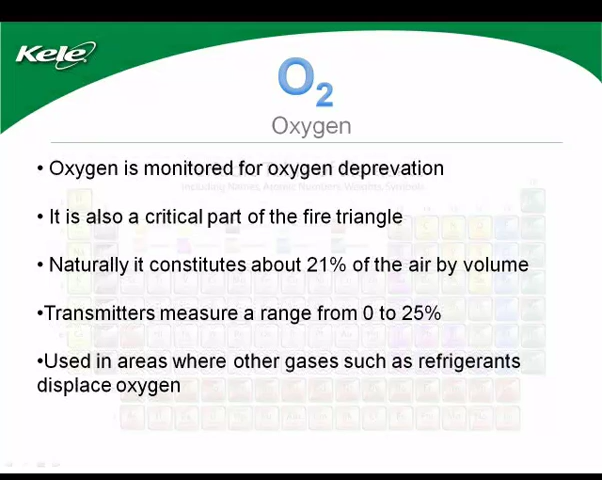 Kele
O2
Oxygen
• Oxygen is monitored for oxygen deprevation
• It is also a critical part of the fire triangle
• Naturally it constitutes about 21% of the air by volume
•Transmitters measure a range from 0 to 25%
•Used in areas where other gases such as refrigerants
displace oxygen